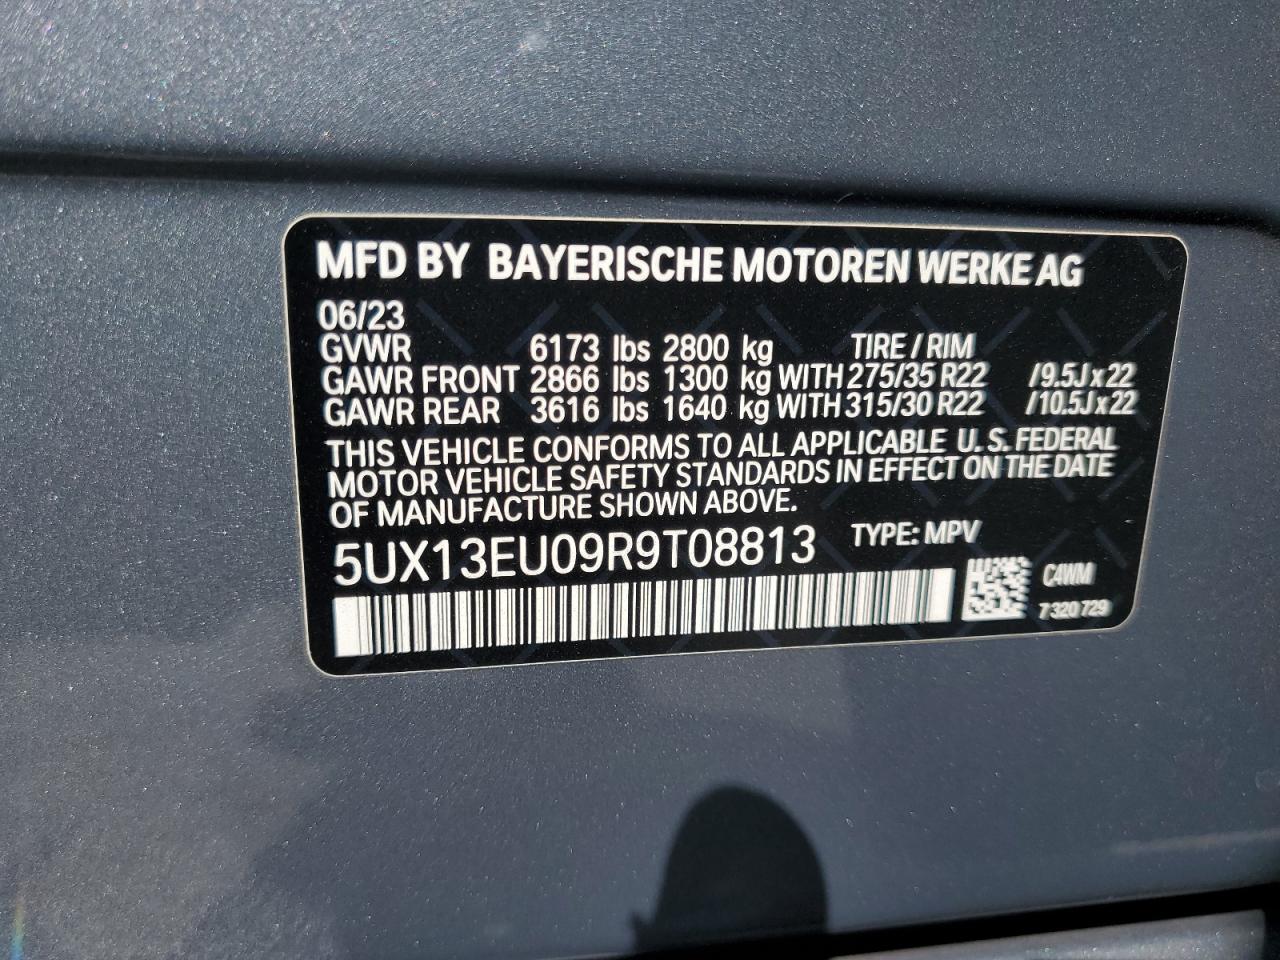 MFD BY BAYERISCHE MOTOREN WERKE AG
06/23
GVWR 6173 lbs 2800 kg TIRE / RIM
GAWR FRONT 2866 lbs 1300 kg WITH 275/35 R22 /9.5J x 22
GAWR REAR 3616 lbs 1640 kg WITH 315/30 R22 /10.5J x 22
THIS VEHICLE CONFORMS TO ALL APPLICABLE U.S. FEDERAL
MOTOR VEHICLE SAFETY STANDARDS IN EFFECT ON THE DATE
OF MANUFACTURE SHOWN ABOVE.
5UX13EU09R9T08813 TYPE: MPV
C4WM
7 320 729